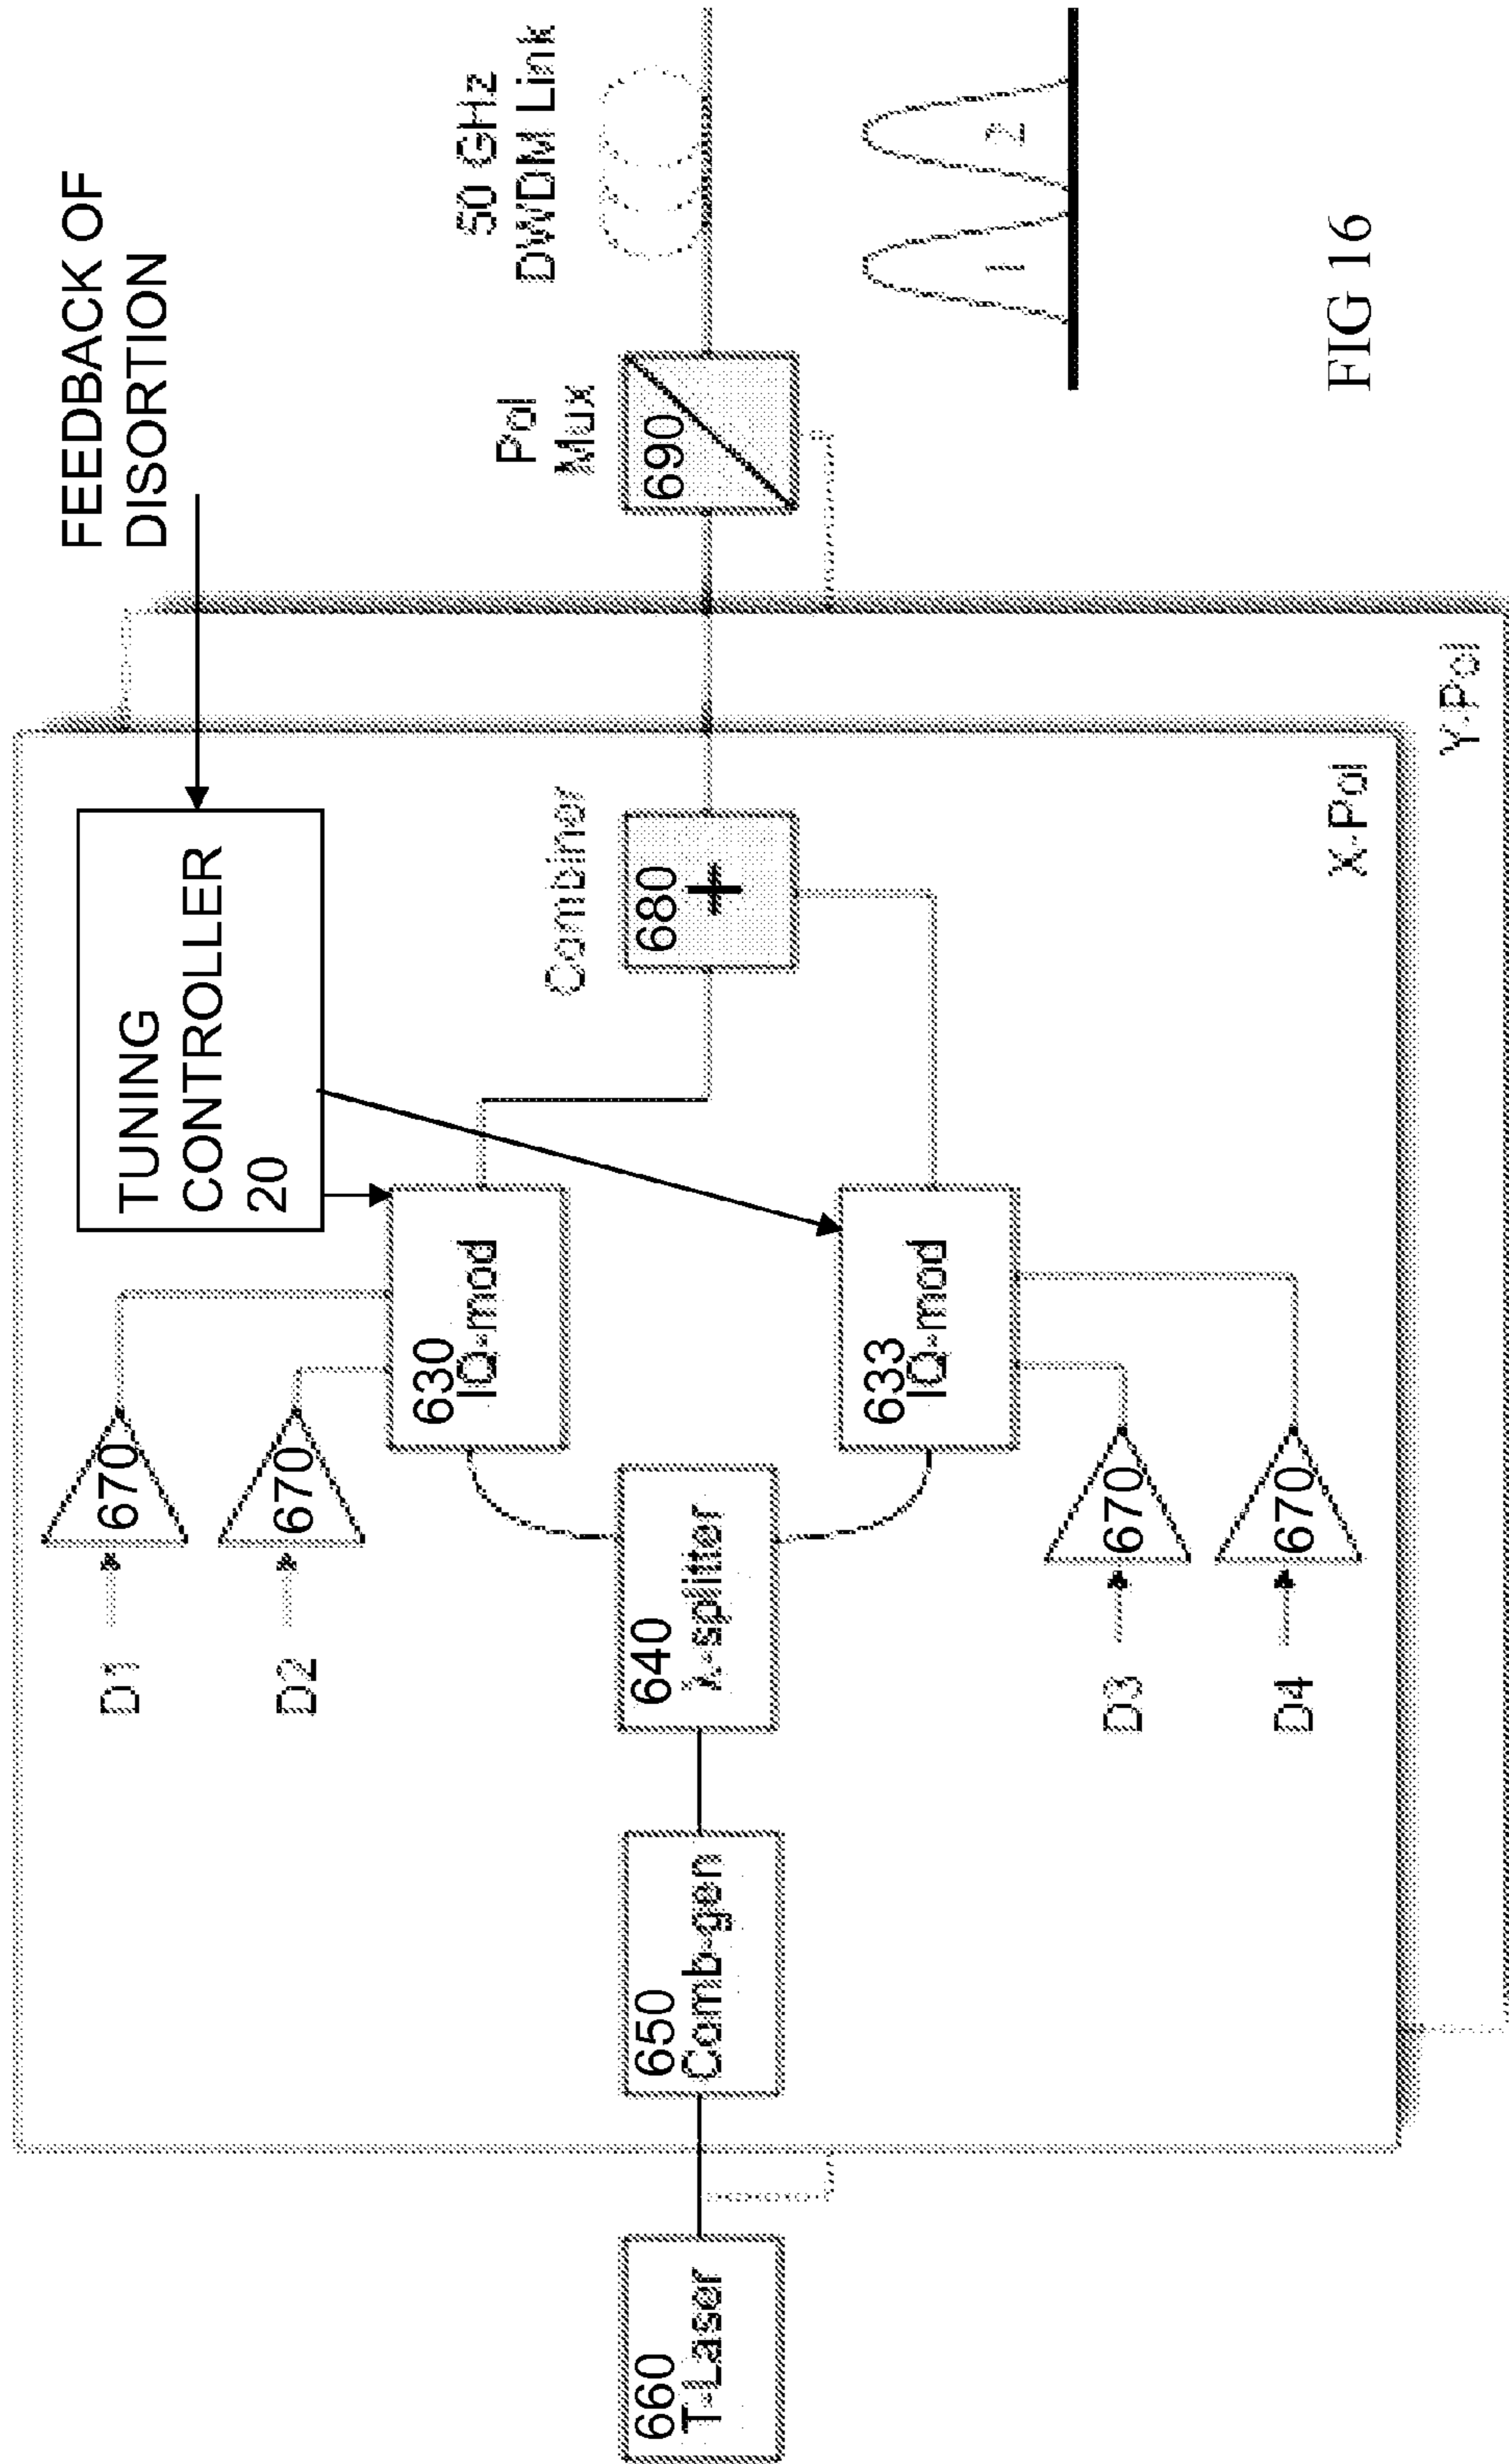 FEEDBACK OF
DISORTION
TUNING
CONTROLLER
20
50 GHz
DWDM Link
Pol
Mux
690
Combiner
680
+
D1
670
D2
670
630
IQ-mod
660
T-Laser
650
Comb-gen
640
λ-splitter
633
IQ-mod
D3
670
D4
670
X-Pol
Y-Pol
1
2
FIG 16